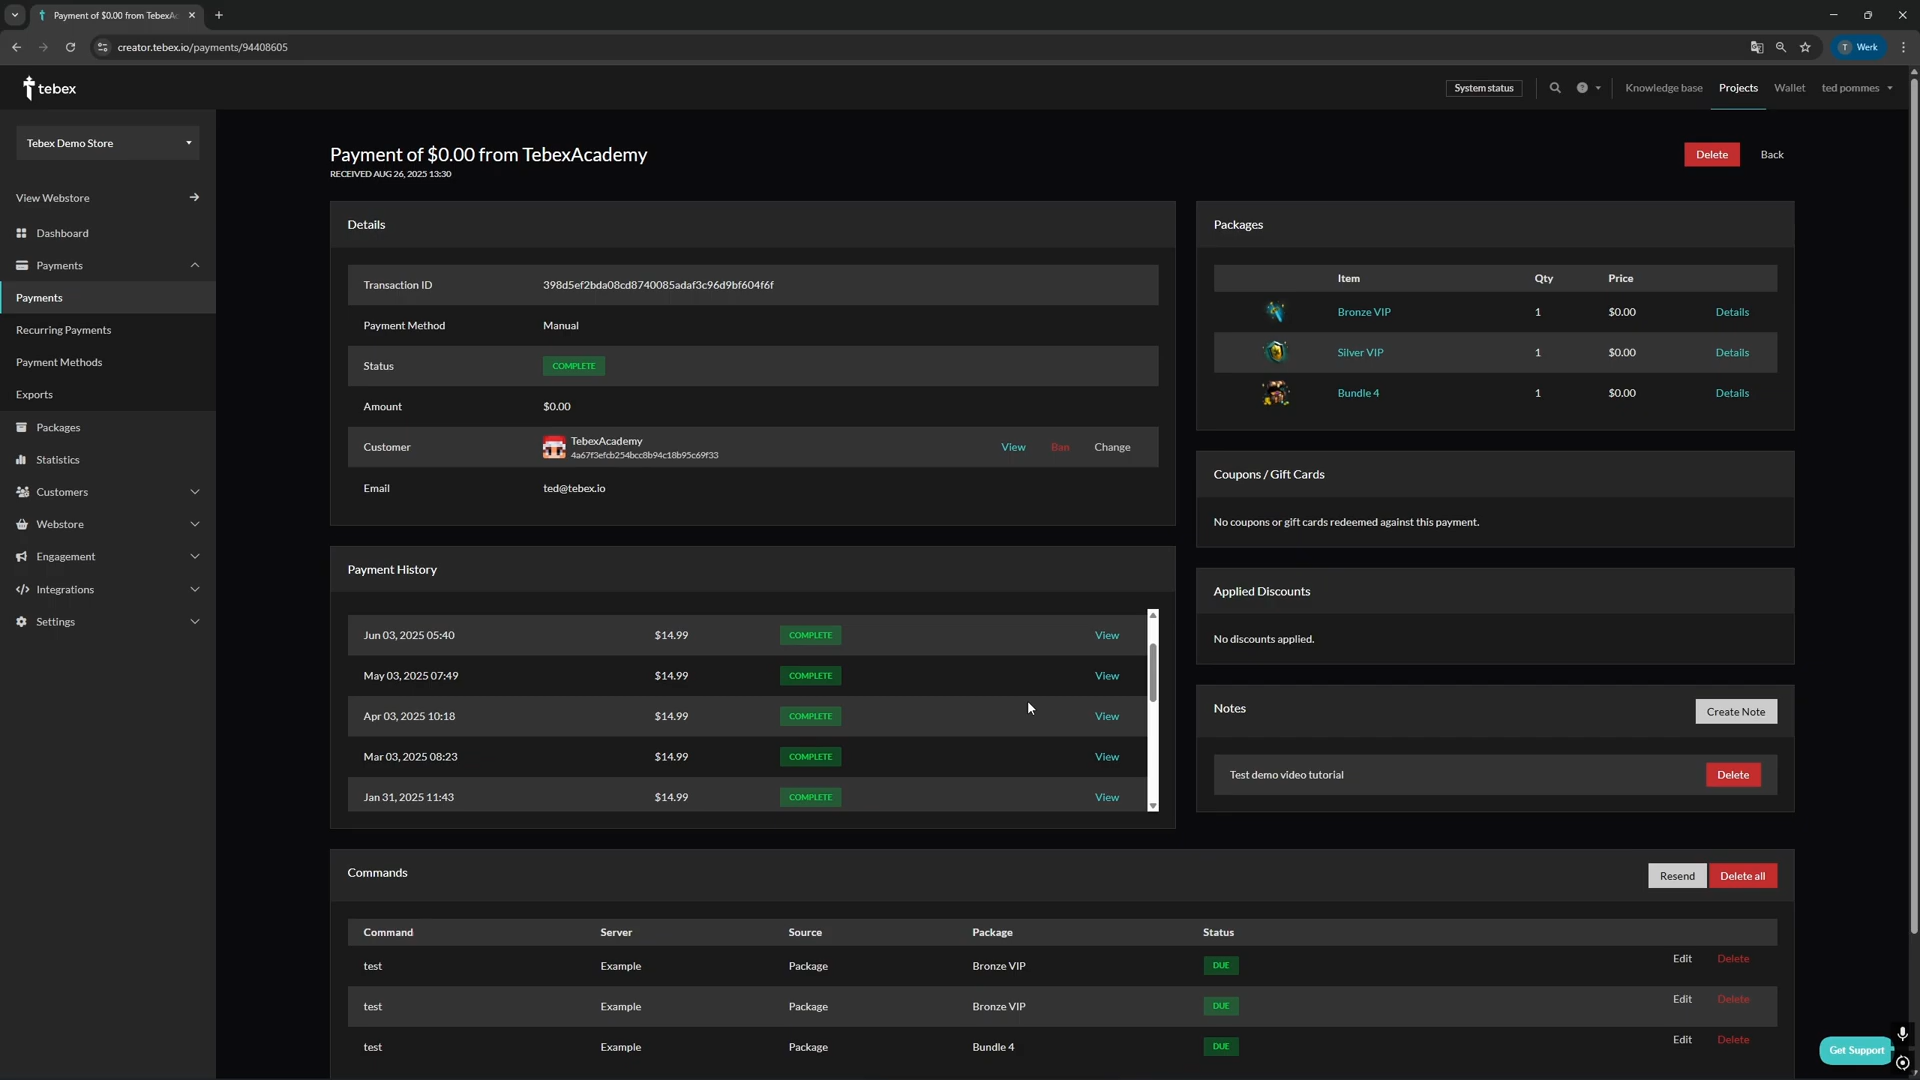 Payment of $0.00 from TebexAc
creator.tebex.io/payments/94408605
T Werk
tebex
System status
Knowledge base Projects Wallet ted pommes
Tebex Demo Store
View Webstore
Dashboard
Payments
Payments
Recurring Payments
Payment Methods
Exports
Packages
Statistics
Customers
Webstore
Engagement
Integrations
Settings
Payment of $0.00 from TebexAcademy
RECEIVED AUG 26, 2025 13:30
Delete Back
Details
Transaction ID 398d5ef2bda08cd8740085adaf3c96d9bf604f6f
Payment Method Manual
Status COMPLETE
Amount $0.00
Customer TebexAcademy
4a67f3efcb254bcc8b94c18b95c69f33
View Ban Change
Email ted@tebex.io
Packages
Item Qty Price
Bronze VIP 1 $0.00 Details
Silver VIP 1 $0.00 Details
Bundle 4 1 $0.00 Details
Coupons / Gift Cards
No coupons or gift cards redeemed against this payment.
Applied Discounts
No discounts applied.
Notes
Create Note
Test demo video tutorial Delete
Payment History
Jun 03, 2025 05:40 $14.99 COMPLETE View
May 03, 2025 07:49 $14.99 COMPLETE View
Apr 03, 2025 10:18 $14.99 COMPLETE View
Mar 03, 2025 08:23 $14.99 COMPLETE View
Jan 31, 2025 11:43 $14.99 COMPLETE View
Commands
Resend Delete all
Command Server Source Package Status
test Example Package Bronze VIP DUE Edit Delete
test Example Package Bronze VIP DUE Edit Delete
test Example Package Bundle 4 DUE Edit Delete
Get Support